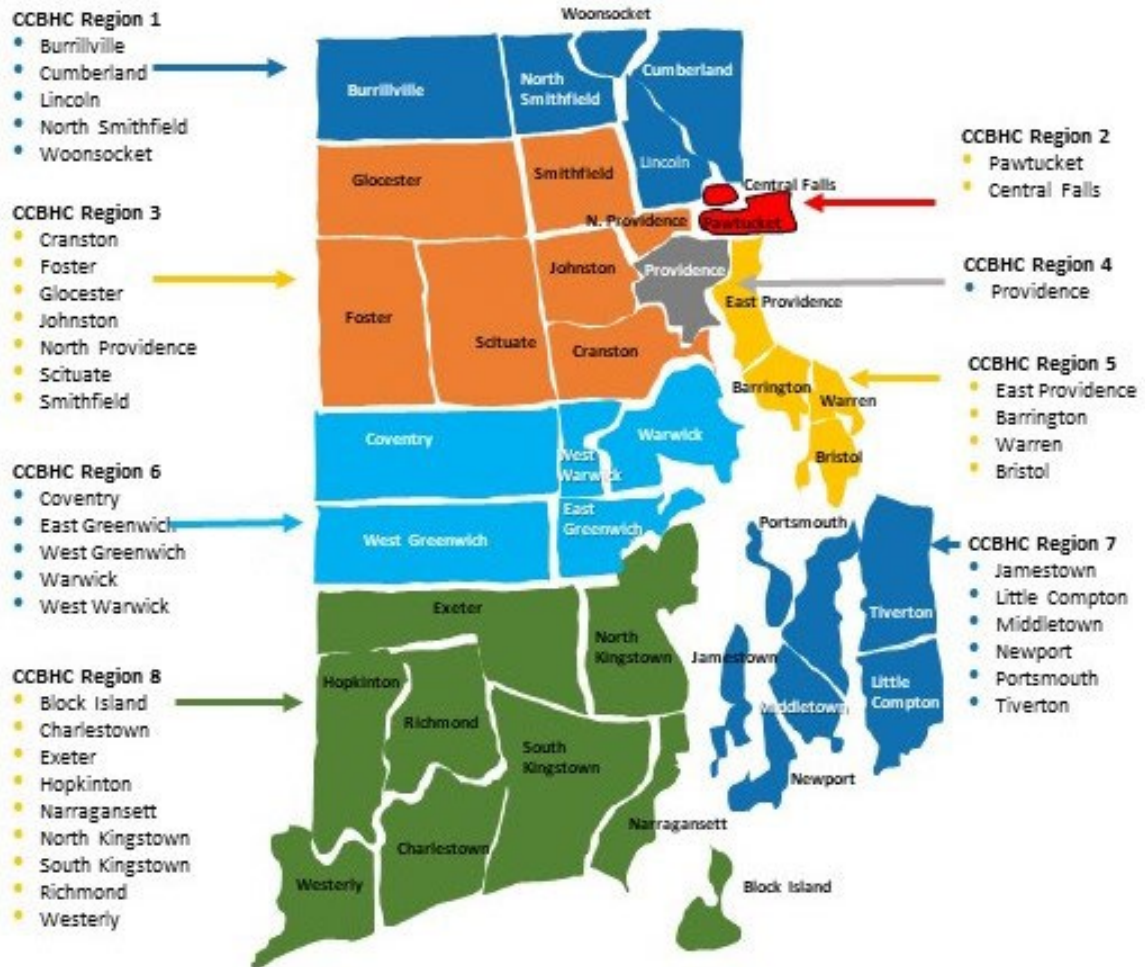 CCBHC Region 1
Burrillville
Cumberland
Lincoln
North Smithfield
Woonsocket
CCBHC Region 3
Cranston
Foster
Glocester
Johnston
North Providence
Scituate
Smithfield
CCBHC Region 6
Coventry
East Greenwich
West Greenwich
Warwick
West Warwick
CCBHC Region 8
Block Island
Charlestown
Exeter
Hopkinton
Narragansett
North Kingstown
South Kingstown
Richmond
Westerly
Woonsocket
Burrillville
North
Smithfield
Cumberland
Lincoln
Glocester
Smithfield
Central Falls
N. Providence
Pawtucket
Johnston
Providence
East Providence
Foster
Scituate
Cranston
Barrington
Warren
Bristol
Coventry
West
Warwick
Warwick
West Greenwich
East
Greenwich
Portsmouth
Exeter
North
Kingstown
Tiverton
Hopkinton
Richmond
Jamestown
Middletown
Little
Compton
South
Kingstown
Newport
Narragansett
Charlestown
Westerly
Block Island
CCBHC Region 2
Pawtucket
Central Falls
CCBHC Region 4
Providence
CCBHC Region 5
East Providence
Barrington
Warren
Bristol
CCBHC Region 7
Jamestown
Little Compton
Middletown
Newport
Portsmouth
Tiverton